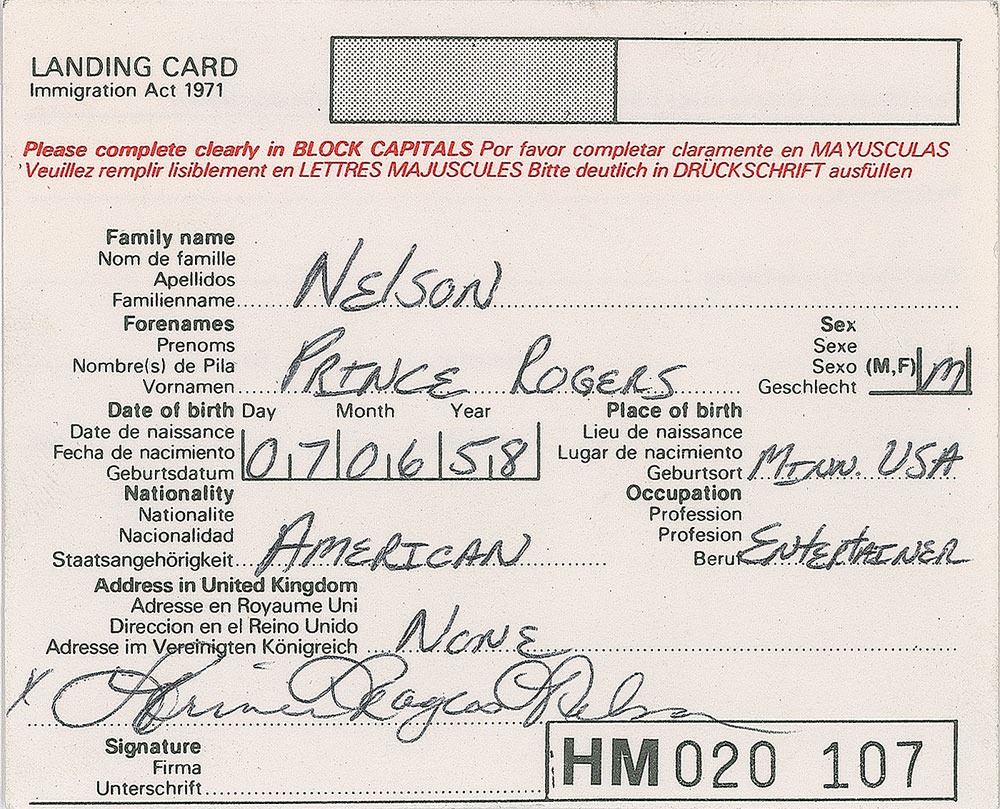 LANDING CARD
Immigration Act 1971
Please complete clearly in BLOCK CAPITALS Por favor completar claramente en MAYUSCULAS
Veuillez remplir lisiblement en LETTRES MAJUSCULES Bitte deutlich in DRÜCKSCHRIFT ausfüllen
Family name
Nom de famille
Apellidos
Familienname NELSON
Forenames
Prenoms
Nombre(s) de Pila
Vornamen PRINCE ROGERS
Sex
Sexe
Sexo (M,F)
Geschlecht M
Date of birth Day Month Year
Date de naissance
Fecha de nacimiento
Geburtsdatum 07 06 58
Place of birth
Lieu de naissance
Lugar de nacimiento
Geburtsort MINN. USA
Nationality
Nationalite
Nacionalidad
Staatsangehörigkeit AMERICAN
Occupation
Profession
Profesion
Beruf ENTERTAINER
Address in United Kingdom
Adresse en Royaume Uni
Direccion en el Reino Unido
Adresse im Vereinigten Königreich NONE
X Prince Rogers Nelson
Signature
Firma
Unterschrift
HM 020 107